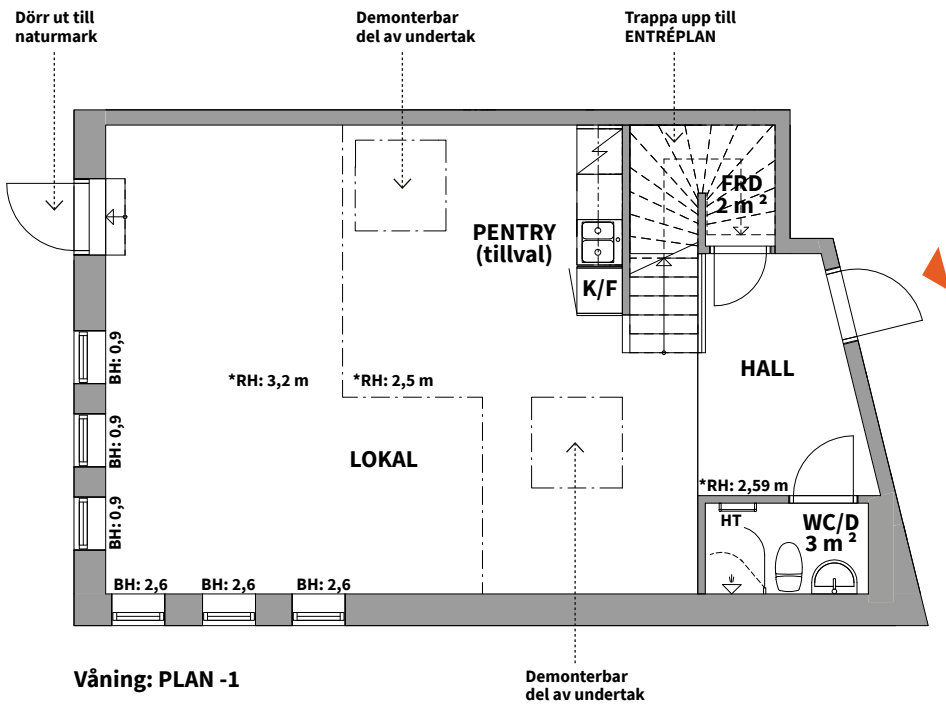 Dörr ut till
naturmark
Demonterbar
del av undertak
Trappa upp till
ENTRÉPLAN
FRD
2 m ²
PENTRY
(tillval)
K/F
BH: 0,9
BH: 0,9
BH: 0,9
*RH: 3,2 m
*RH: 2,5 m
HALL
LOKAL
*RH: 2,59 m
HT
WC/D
3 m ²
BH: 2,6
BH: 2,6
BH: 2,6
Våning: PLAN -1
Demonterbar
del av undertak